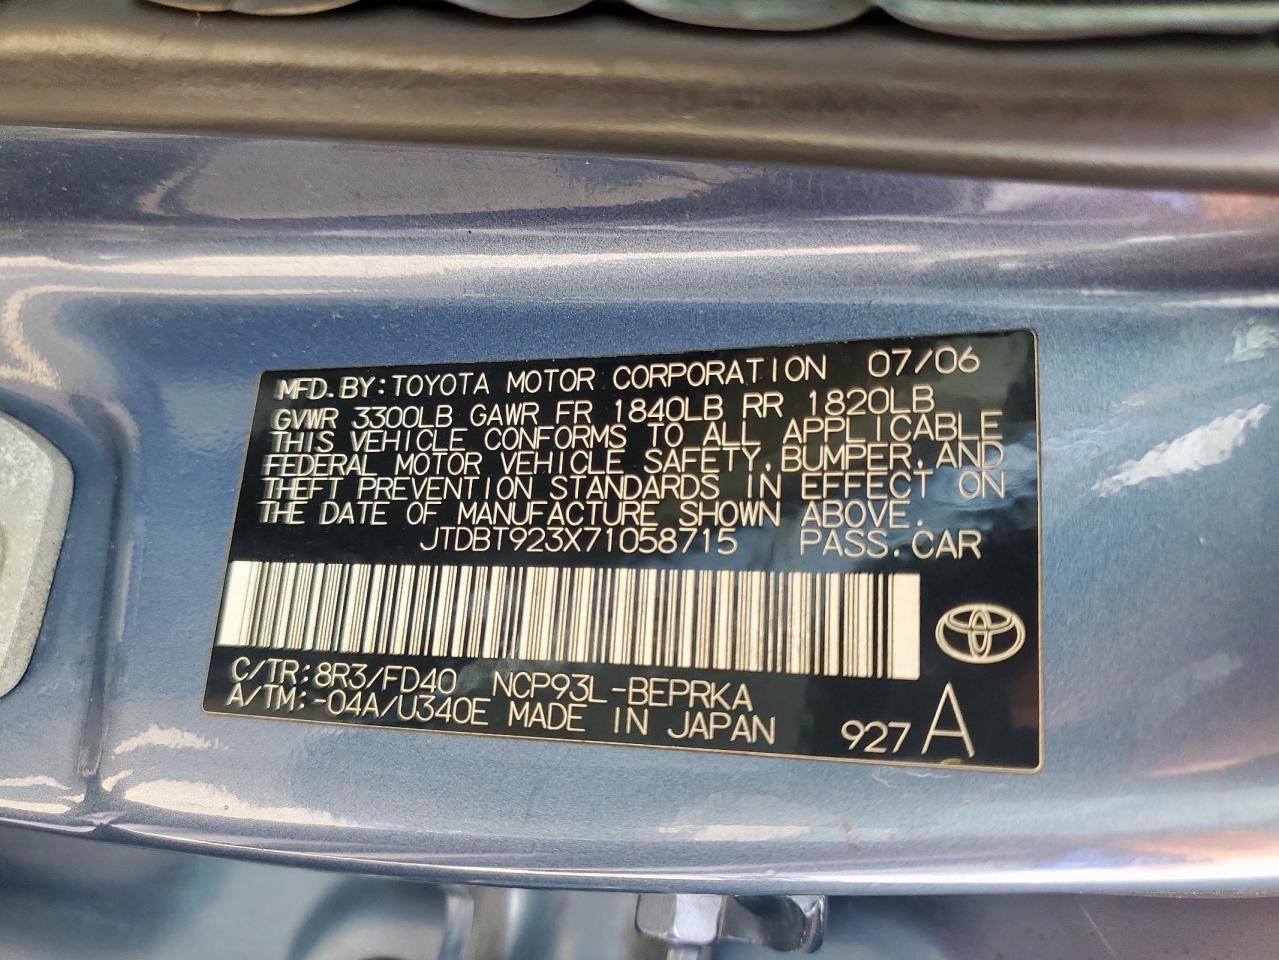 MFD.BY:TOYOTA MOTOR CORPORATION 07/06
GVWR 3300LB GAWR FR 1840LB RR 1820LB
THIS VEHICLE CONFORMS TO ALL APPLICABLE
FEDERAL MOTOR VEHICLE SAFETY,BUMPER,AND
THEFT PREVENTION STANDARDS IN EFFECT ON
THE DATE OF MANUFACTURE SHOWN ABOVE.
JTDBT923X71058715 PASS.CAR
C/TR:8R3/FD40 NCP93L-BEPRKA
A/TM:-04A/U340E MADE IN JAPAN 927 A